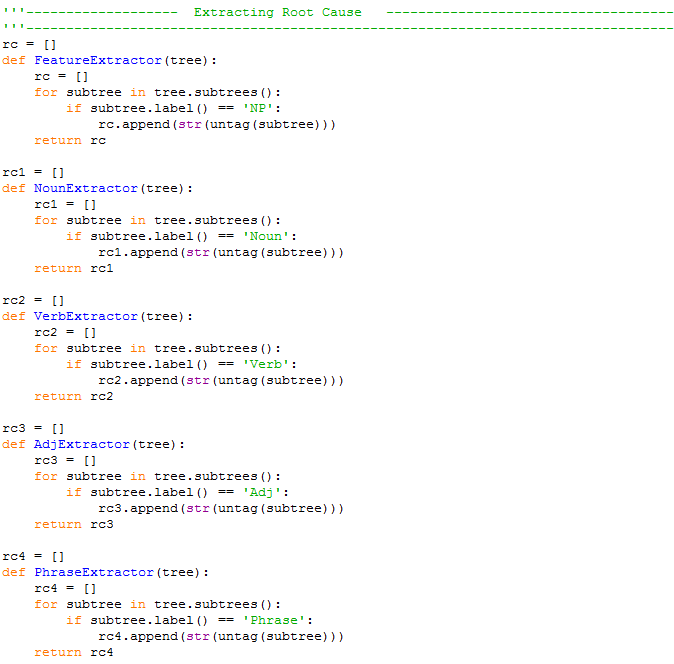 '''-------------------  Extracting Root Cause   ------------------------------------
'''---------------------------------------------------------------------------------
rc = []
def FeatureExtractor(tree):
    rc = []
    for subtree in tree.subtrees():
        if subtree.label() == 'NP':
            rc.append(str(untag(subtree)))
    return rc

rc1 = []
def NounExtractor(tree):
    rc1 = []
    for subtree in tree.subtrees():
        if subtree.label() == 'Noun':
            rc1.append(str(untag(subtree)))
    return rc1

rc2 = []
def VerbExtractor(tree):
    rc2 = []
    for subtree in tree.subtrees():
        if subtree.label() == 'Verb':
            rc2.append(str(untag(subtree)))
    return rc2

rc3 = []
def AdjExtractor(tree):
    rc3 = []
    for subtree in tree.subtrees():
        if subtree.label() == 'Adj':
            rc3.append(str(untag(subtree)))
    return rc3

rc4 = []
def PhraseExtractor(tree):
    rc4 = []
    for subtree in tree.subtrees():
        if subtree.label() == 'Phrase':
            rc4.append(str(untag(subtree)))
    return rc4